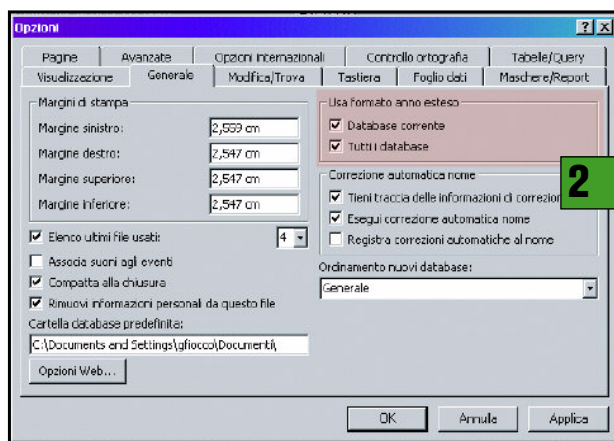 Opzioni
Pagine Avanzate Opzioni internazionali Controllo ortografia Tabelle/Query
Visualizzazione Generale Modifica/Trova Tastiera Foglio dati Maschere/Report
Margini di stampa
Margine sinistro: 2,559 cm
Margine destro: 2,547 cm
Margine superiore: 2,547 cm
Margine inferiore: 2,547 cm
Elenco ultimi file usati: 4
Associa suoni agli eventi
Compatta alla chiusura
Rimuovi informazioni personali da questo file
Cartella database predefinita:
C:\Documents and Settings\gfiocco\Documenti\
Opzioni Web...
Usa formato anno esteso
Database corrente
Tutti i database
Correzione automatica nome
2
Tieni traccia delle informazioni di correzion
Esegui correzione automatica nome
Registra correzioni automatiche al nome
Ordinamento nuovi database:
Generale
OK Annulla Applica